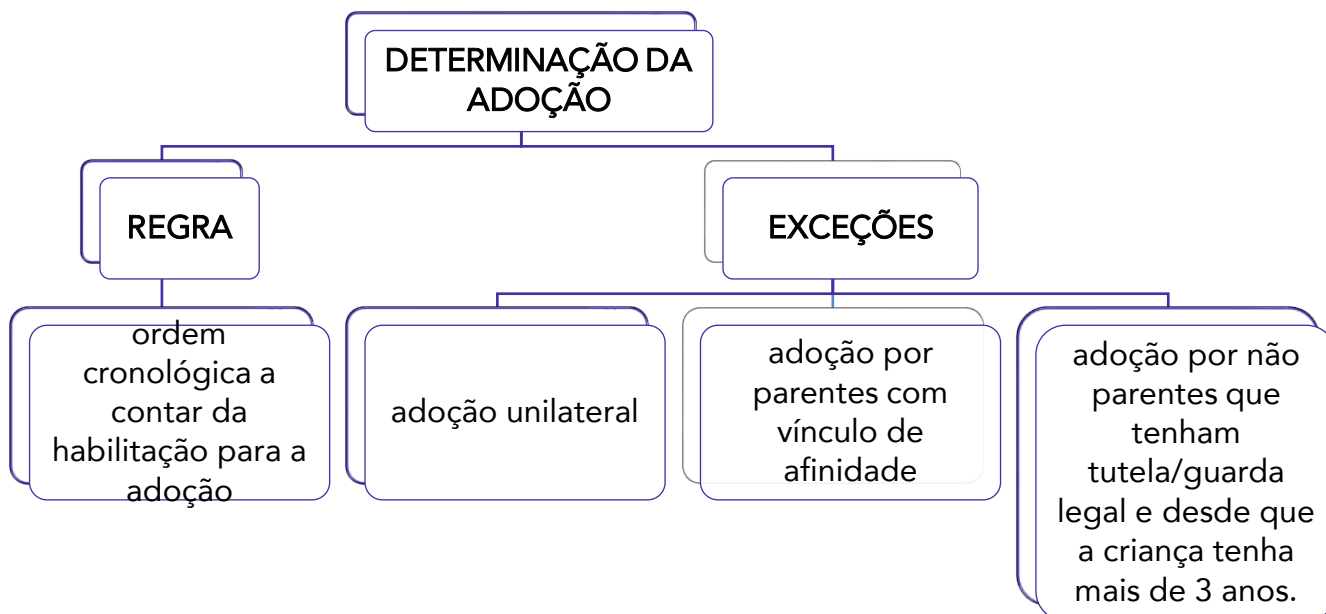 DETERMINAÇÃO DA
ADOÇÃO
REGRA
EXCEÇÕES
ordem
cronológica a
contar da
habilitação para a
adoção
adoção unilateral
adoção por
parentes com
vínculo de
afinidade
adoção por não
parentes que
tenham
tutela/guarda
legal e desde que
a criança tenha
mais de 3 anos.